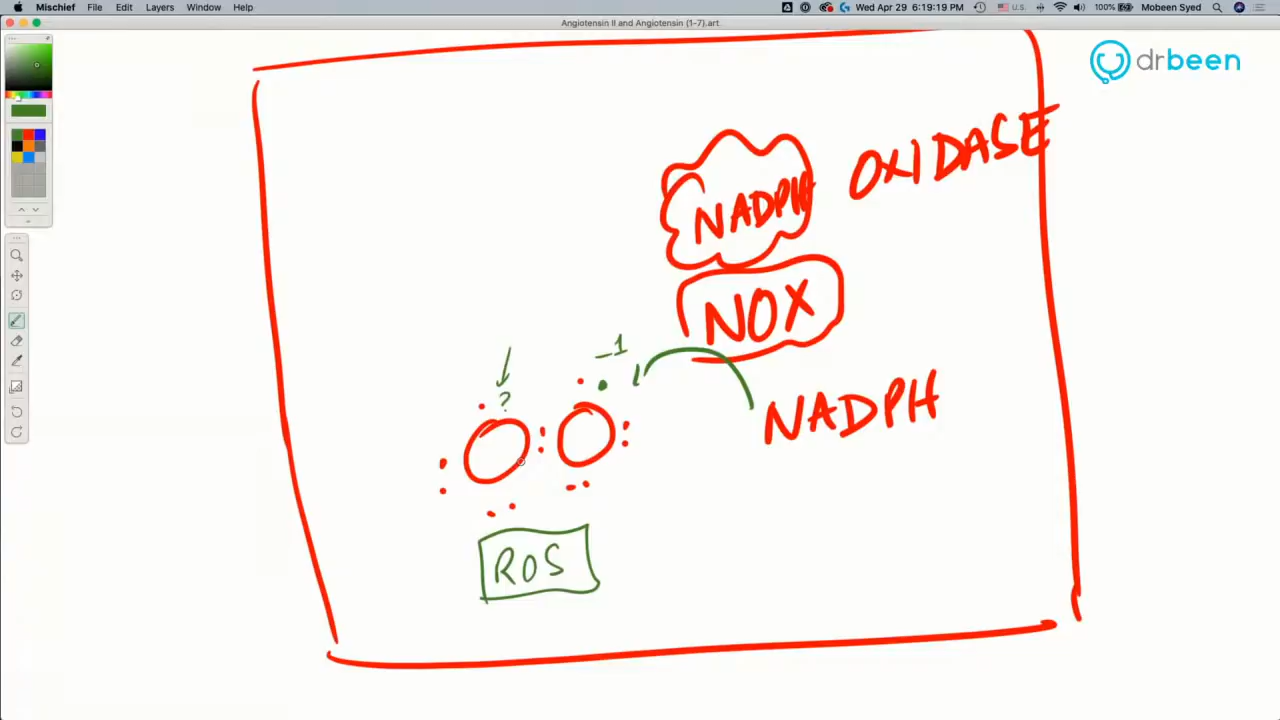 Mischief File Edit Layers Window Help
U.S. 100% Wed Apr 29 6:19:19 PM Mobeen Syed
Angiotensin II and Angiotensin (1-7).art
drbeen
NADPH OXIDASE
NOX
-1
?
NADPH
ROS